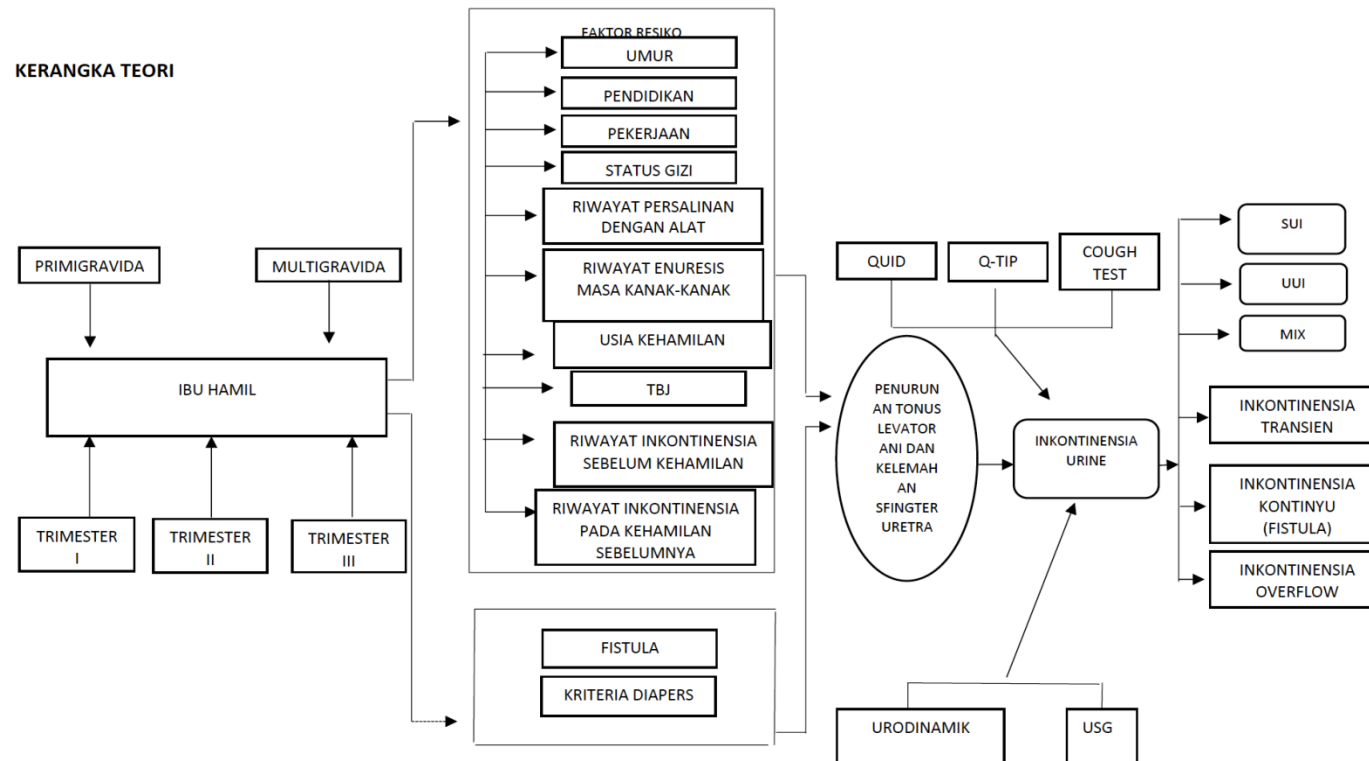 KERANGKA TEORI
PRIMIGRAVIDA
MULTIGRAVIDA
IBU HAMIL
TRIMESTER
I
TRIMESTER
II
TRIMESTER
III
FAKTOR RESIKO
UMUR
PENDIDIKAN
PEKERJAAN
STATUS GIZI
RIWAYAT PERSALINAN
DENGAN ALAT
RIWAYAT ENURESIS
MASA KANAK-KANAK
USIA KEHAMILAN
TBJ
RIWAYAT INKONTINENSIA
SEBELUM KEHAMILAN
RIWAYAT INKONTINENSIA
PADA KEHAMILAN
SEBELUMNYA
FISTULA
KRITERIA DIAPERS
QUID
Q-TIP
COUGH
TEST
PENURUN
AN TONUS
LEVATOR
ANI DAN
KELEMAH
AN
SFINGTER
URETRA
INKONTINENSIA
URINE
URODINAMIK
USG
SUI
UUI
MIX
INKONTINENSIA
TRANSIEN
INKONTINENSIA
KONTINYU
(FISTULA)
INKONTINENSIA
OVERFLOW